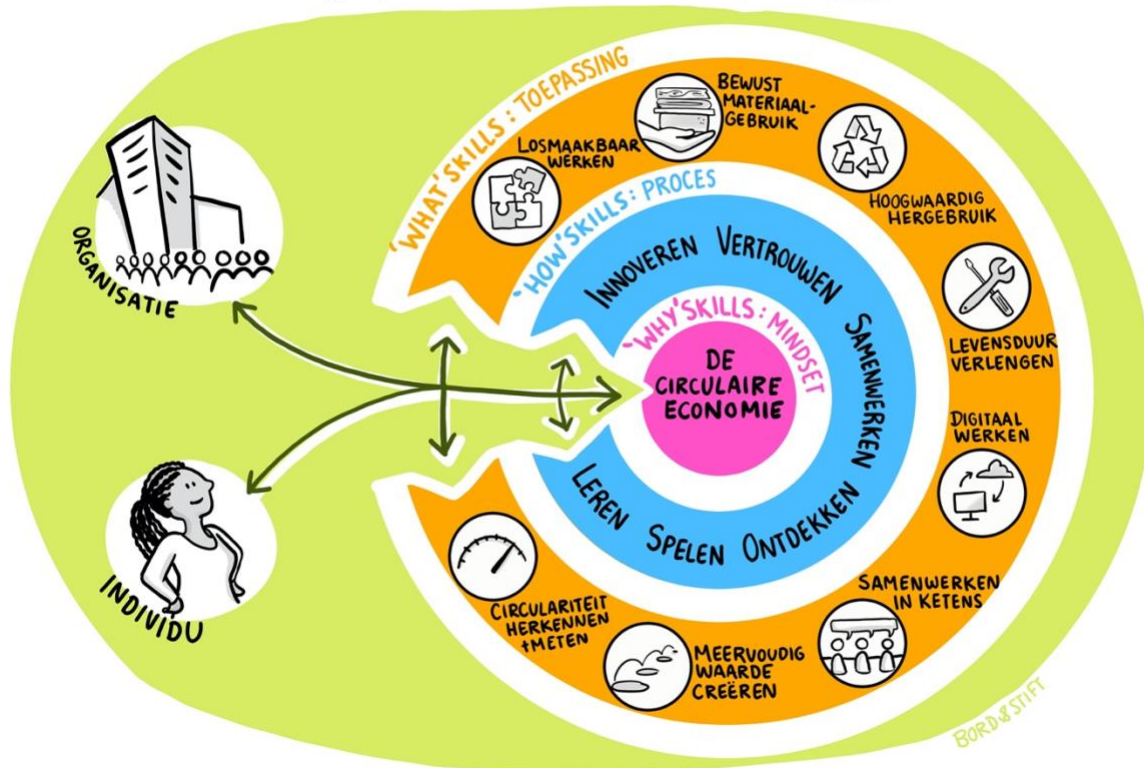 'WHAT' SKILLS: TOEPASSING
LOSMAAKBAAR
WERKEN
BEWUST
MATERIAAL-
GEBRUIK
HOOGWAARDIG
HERGEBRUIK
LEVENSDUUR
VERLENGEN
DIGITAAL
WERKEN
SAMENWERKEN
IN KETENS
MEERVOUDIG
WAARDE
CREËREN
CIRCULARITEIT
HERKENNEN
+METEN
'HOW' SKILLS: PROCES
INNOVEREN VERTROUWEN SAMENWERKEN
LEREN SPELEN ONTDEKKEN
'WHY' SKILLS: MINDSET
DE
CIRCULAIRE
ECONOMIE
ORGANISATIE
INDIVIDU
BORD&STIFT